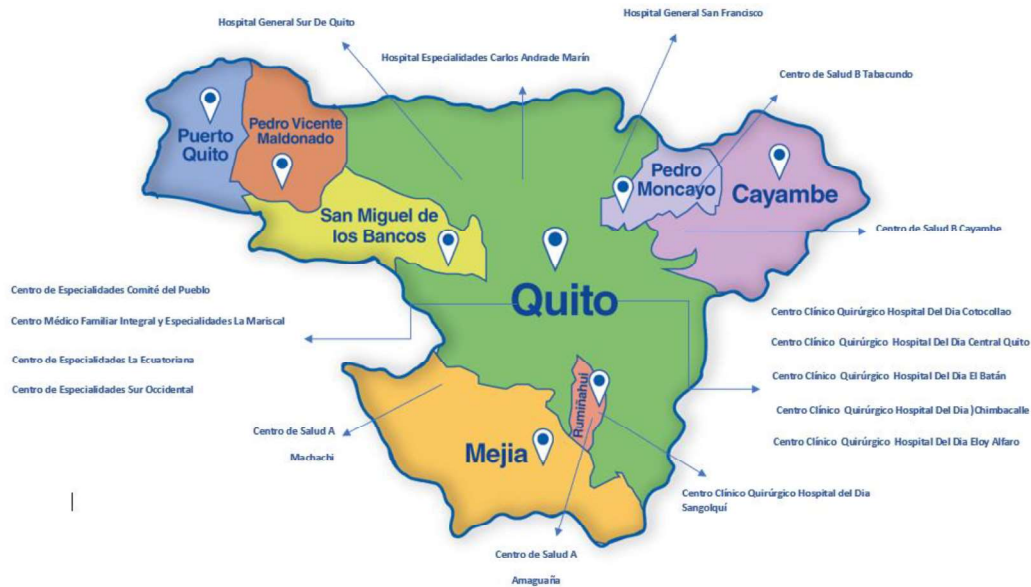 Hospital General Sur De Quito
Hospital General San Francisco
Hospital Especialidades Carlos Andrade Marín
Centro de Salud B Tabacundo
Puerto
Quito
Pedro Vicente
Maldonado
Pedro
Moncayo
Cayambe
San Miguel de
los Bancos
Centro de Salud B Cayambe
Quito
Centro de Especialidades Comité del Pueblo
Centro Médico Familiar Integral y Especialidades La Mariscal
Centro de Especialidades La Ecuatoriana
Centro de Especialidades Sur Occidental
Centro Clínico Quirúrgico Hospital Del Dia Cotocollao
Centro Clínico Quirúrgico Hospital Del Dia Central Quito
Centro Clínico Quirúrgico Hospital Del Dia El Batán
Centro Clínico Quirúrgico Hospital Del Dia )Chimbacalle
Centro Clínico Quirúrgico Hospital Del Dia Eloy Alfaro
Rumiñahui
Centro de Salud A
Machachi
Mejia
Centro Clínico Quirúrgico Hospital del Dia
Sangolquí
Centro de Salud A
Amaguaña